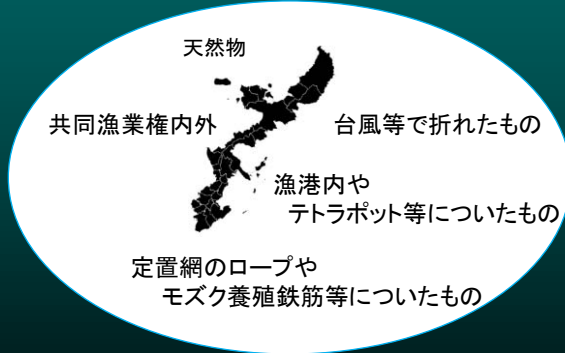 天然物
共同漁業権内外
台風等で折れたもの
漁港内や
テトラポット等についたもの
定置網のロープや
モズク養殖鉄筋等についたもの